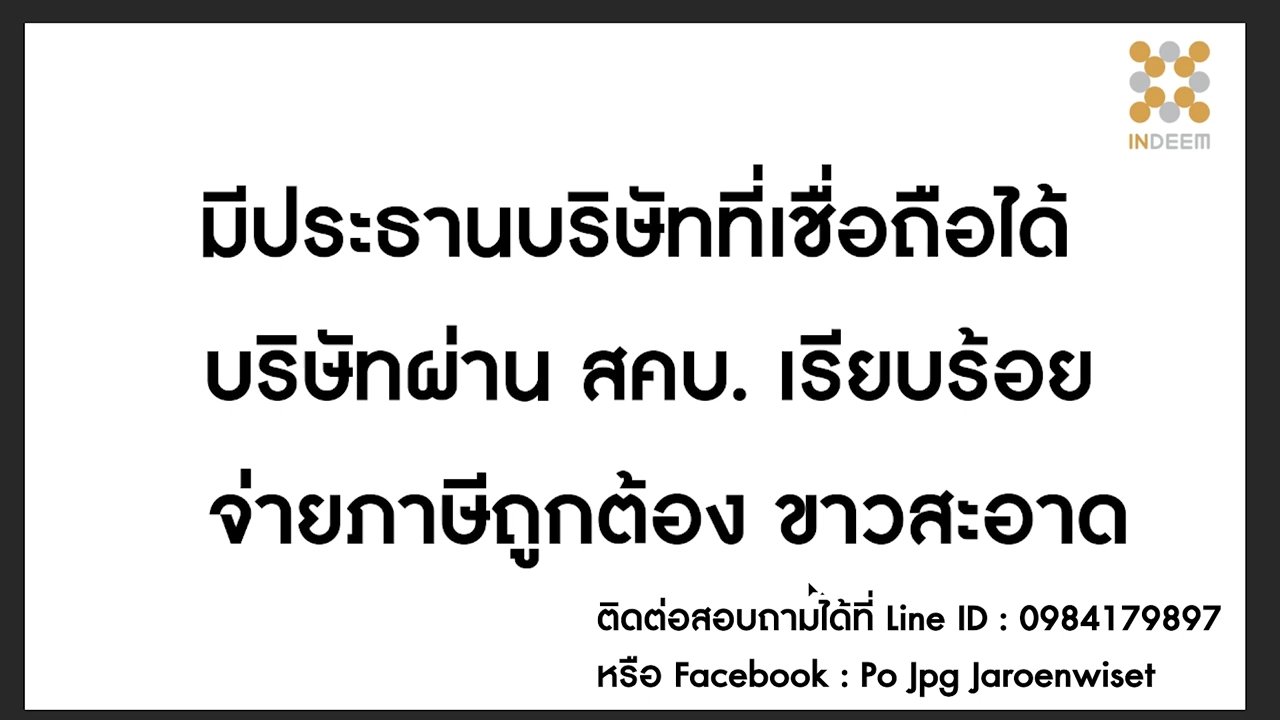 INDEEM
มีประธานบริษัทที่เชื่อถือได้
บริษัทผ่าน สคบ. เรียบร้อย
จ่ายภาษีถูกต้อง ขาวสะอาด
ติดต่อสอบถามได้ที่ Line ID : 0984179897
หรือ Facebook : Po Jpg Jaroenwiset